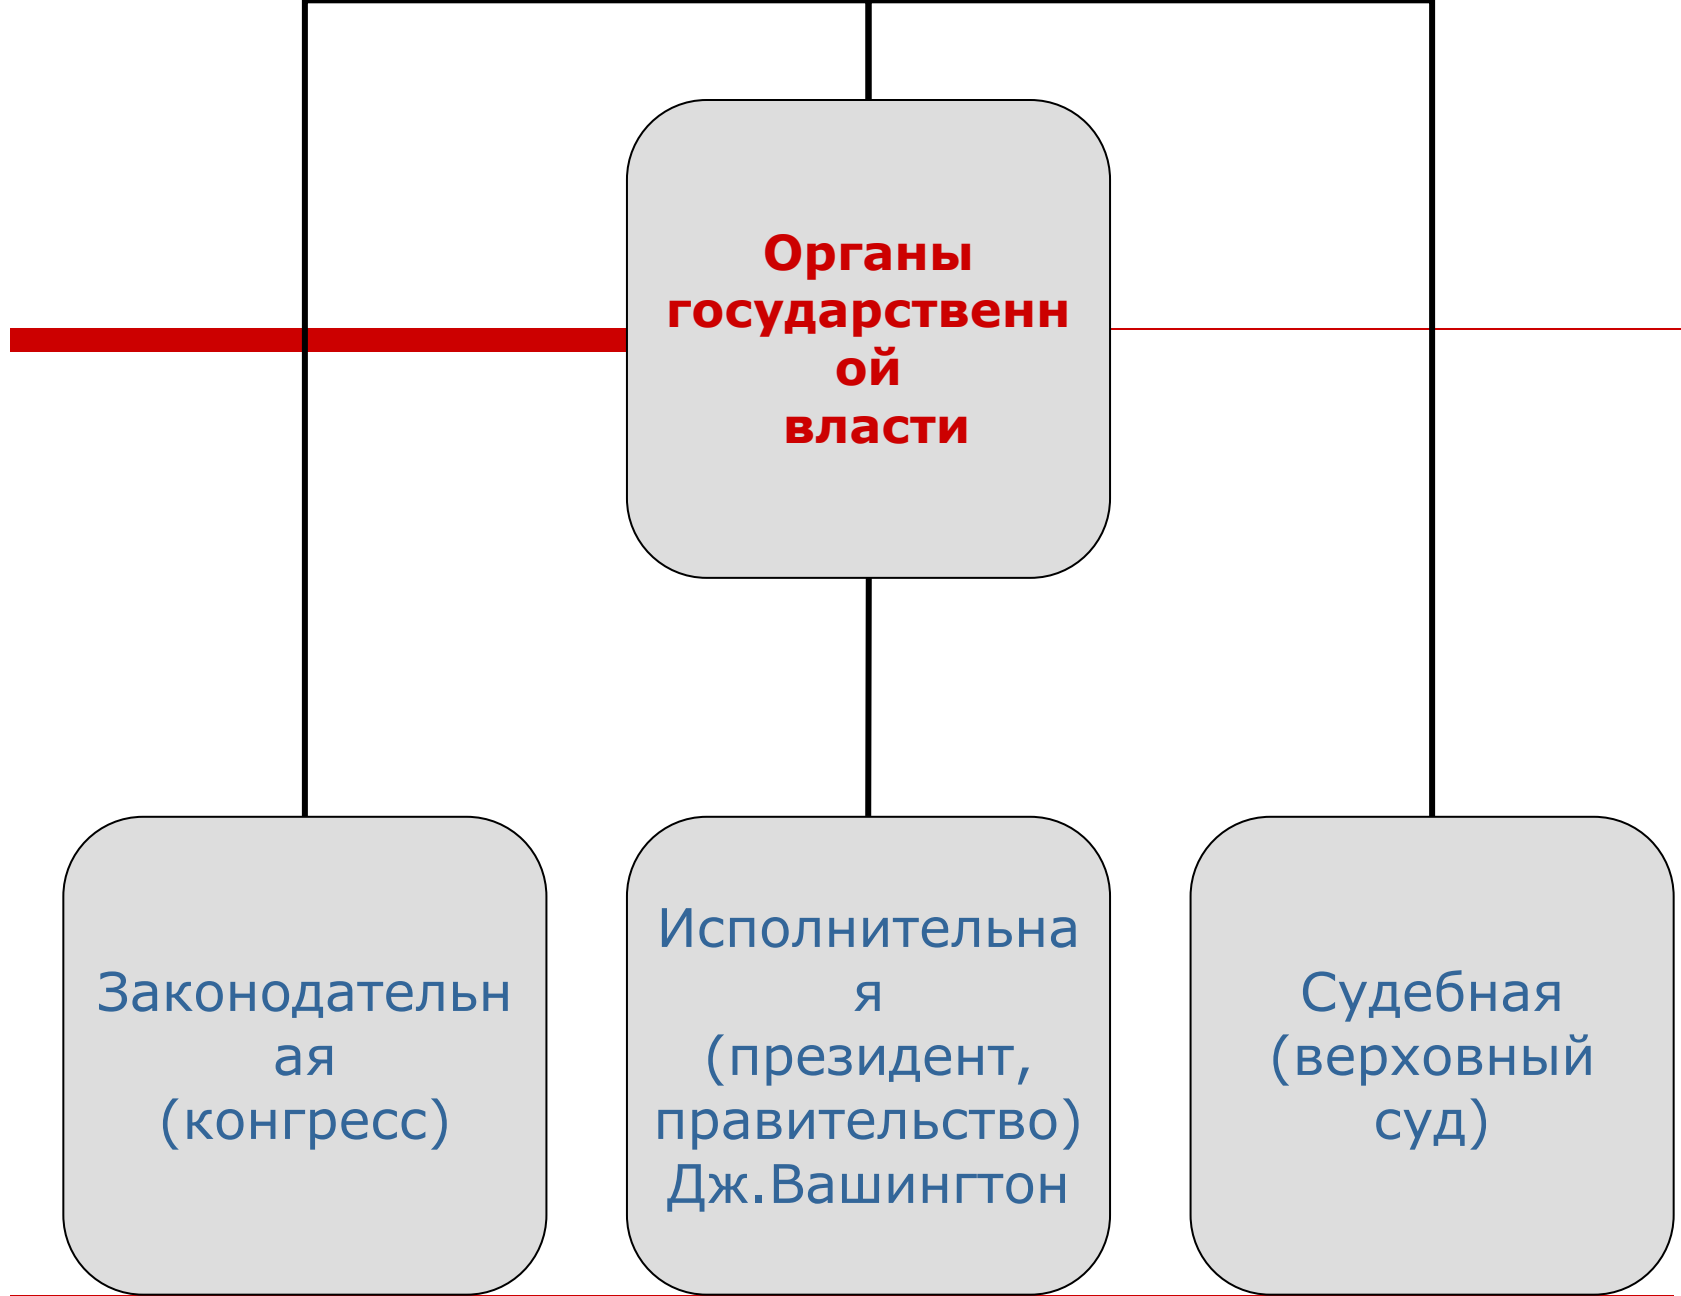 Органы
государственн
ой
власти
Законодательн
ая
(конгресс)
Исполнительна
я
(президент,
правительство)
Дж.Вашингтон
Судебная
(верховный
суд)